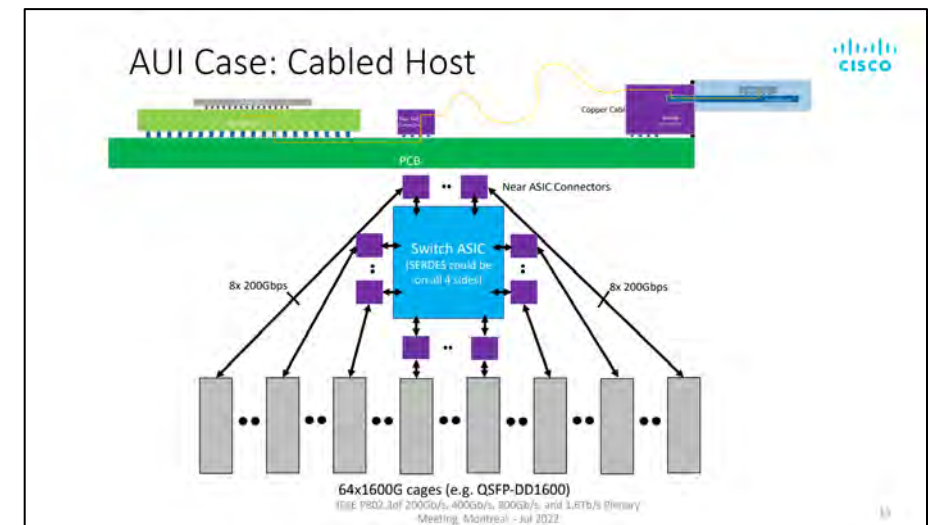 AUI Case: Cabled Host
CISCO
Copper Cabl
PCB
Near ASIC Connectors
Switch ASIC
(SERDES could be
on all 4 sides)
8x 200Gbps
8x 200Gbps
64x1600G cages (e.g. QSFP-DD1600)
IEEE P802.3df 200Gb/s, 400Gb/s, 800Gb/s, and 1.6Tb/s Plenary
Meeting, Montreal - Jul 2022